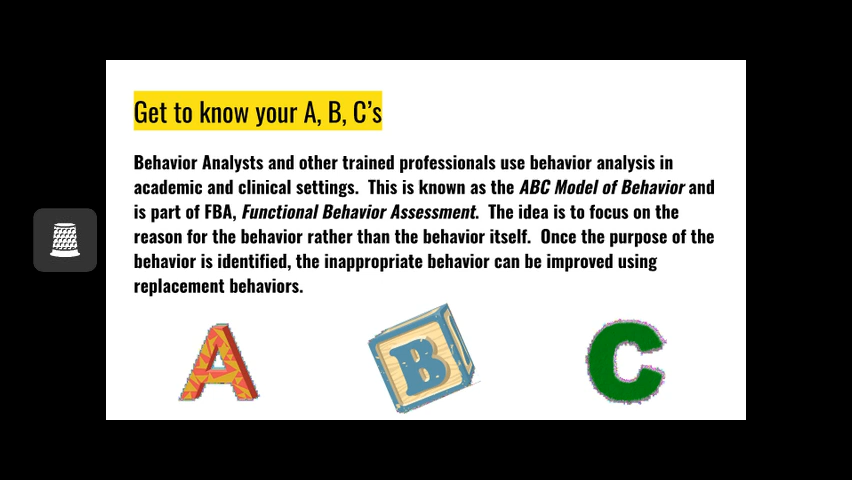 Get to know your A, B, C’s
Behavior Analysts and other trained professionals use behavior analysis in
academic and clinical settings.  This is known as the ABC Model of Behavior and
is part of FBA, Functional Behavior Assessment.  The idea is to focus on the
reason for the behavior rather than the behavior itself.  Once the purpose of the
behavior is identified, the inappropriate behavior can be improved using
replacement behaviors.
A B C